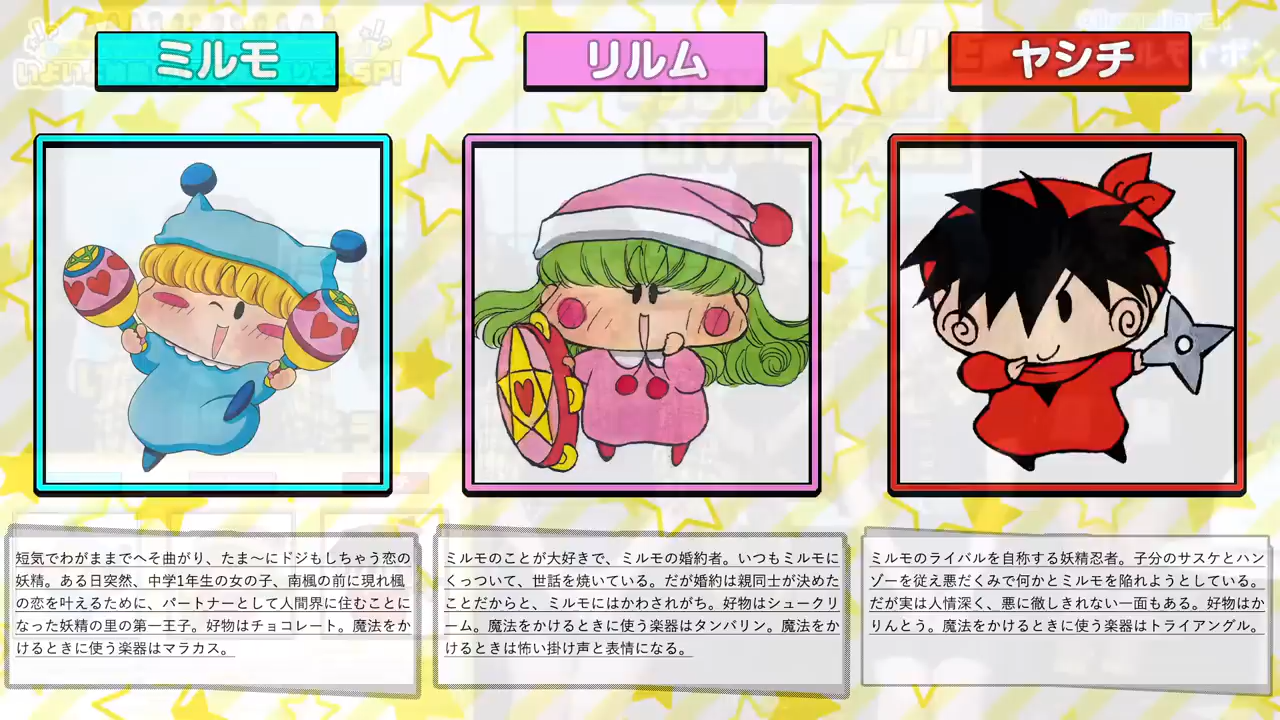 ミルモ
リルム
ヤシチ
短気でわがままでへそ曲がり、たま〜にドジもしちゃう恋の
妖精。ある日突然、中学1年生の女の子、南楓の前に現れ楓
の恋を叶えるために、パートナーとして人間界に住むことに
なった妖精の里の第一王子。好物はチョコレート。魔法をか
けるときに使う楽器はマラカス。
ミルモのことが大好きで、ミルモの婚約者。いつもミルモに
くっついて、世話を焼いている。だが婚約は親同士が決めた
ことだからと、ミルモにはかわされがち。好物はシュークリ
ーム。魔法をかけるときに使う楽器はタンバリン。魔法をか
けるときは怖い掛け声と表情になる。
ミルモのライバルを自称する妖精忍者。子分のサスケとハン
ゾーを従え悪だくみで何かとミルモを陥れようとしている。
だが実は人情深く、悪に徹しきれない一面もある。好物はか
りんとう。魔法をかけるときに使う楽器はトライアングル。